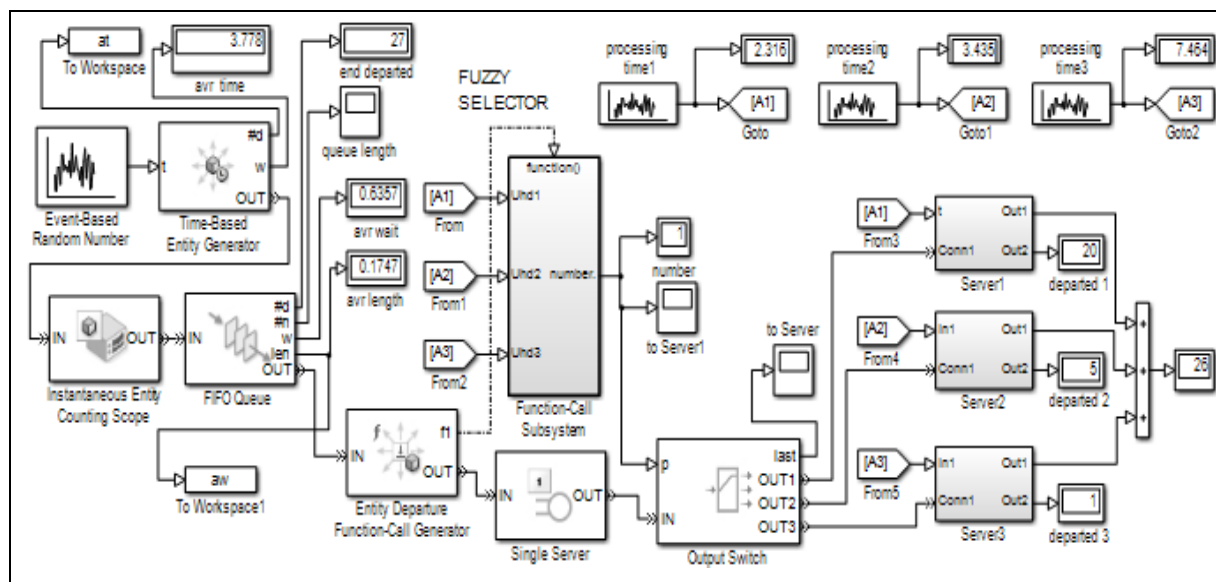 at
To Workspace
3.778
avr time
27
end departed
queue length
0.6357
avr wait
0.1747
avr length
t
#d
w
OUT
Event-Based
Random Number
Time-Based
Entity Generator
IN
OUT
Instantaneous Entity
Counting Scope
IN
#d
#n
w
len
OUT
FIFO Queue
aw
To Workspace1
FUZZY
SELECTOR
[A1]
From
[A2]
From1
[A3]
From2
function()
Uhd1
Uhd2
Uhd3
number.
Function-Call
Subsystem
1
number
to Server1
IN
f1
OUT
Entity Departure
Function-Call Generator
IN
OUT
Single Server
p
IN
last
OUT1
OUT2
OUT3
Output Switch
to Server
processing
time1
2.316
[A1]
Goto
processing
time2
3.435
[A2]
Goto1
processing
time3
7.464
[A3]
Goto2
[A1]
From3
t
Conn1
Out1
Out2
Server1
20
departed 1
[A2]
From4
In1
Conn1
Out1
Out2
Server2
5
departed 2
[A3]
From5
In1
Conn1
Out1
Out2
Server3
1
departed 3
+
+
+
26